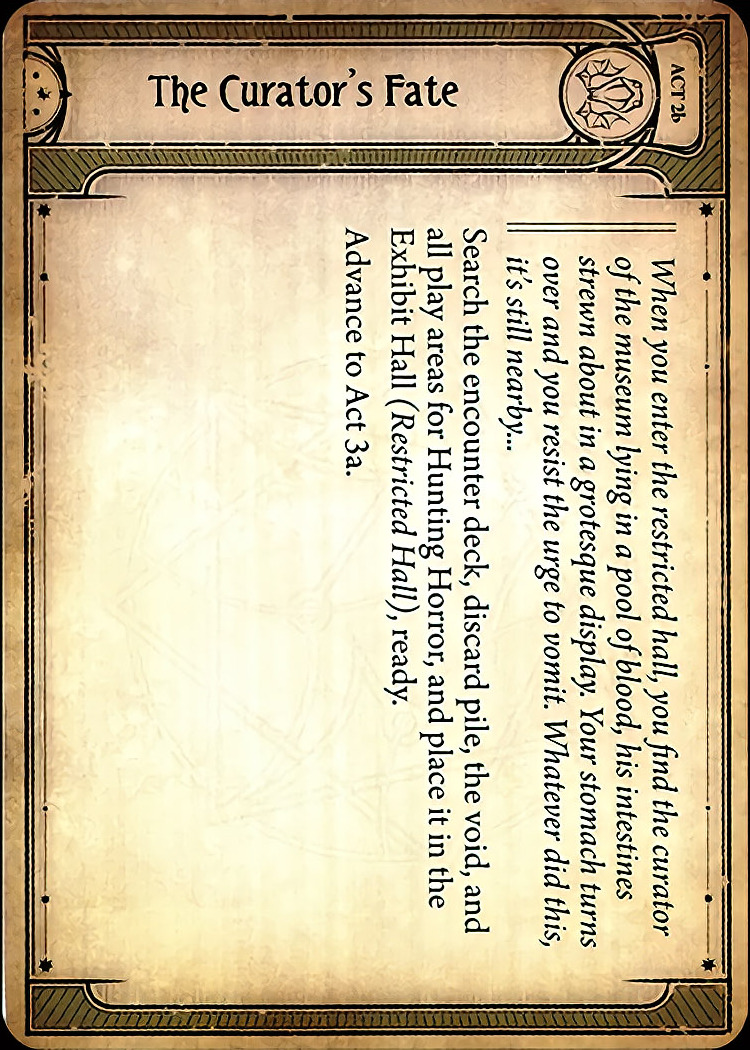 ACT 2b
The Curator's Fate
When you enter the restricted hall, you find the curator
of the museum lying in a pool of blood, his intestines
strewn about in a grotesque display. Your stomach turns
over and you resist the urge to vomit. Whatever did this,
it's still nearby...
Search the encounter deck, discard pile, the void, and
all play areas for Hunting Horror, and place it in the
Exhibit Hall (Restricted Hall), ready.
Advance to Act 3a.